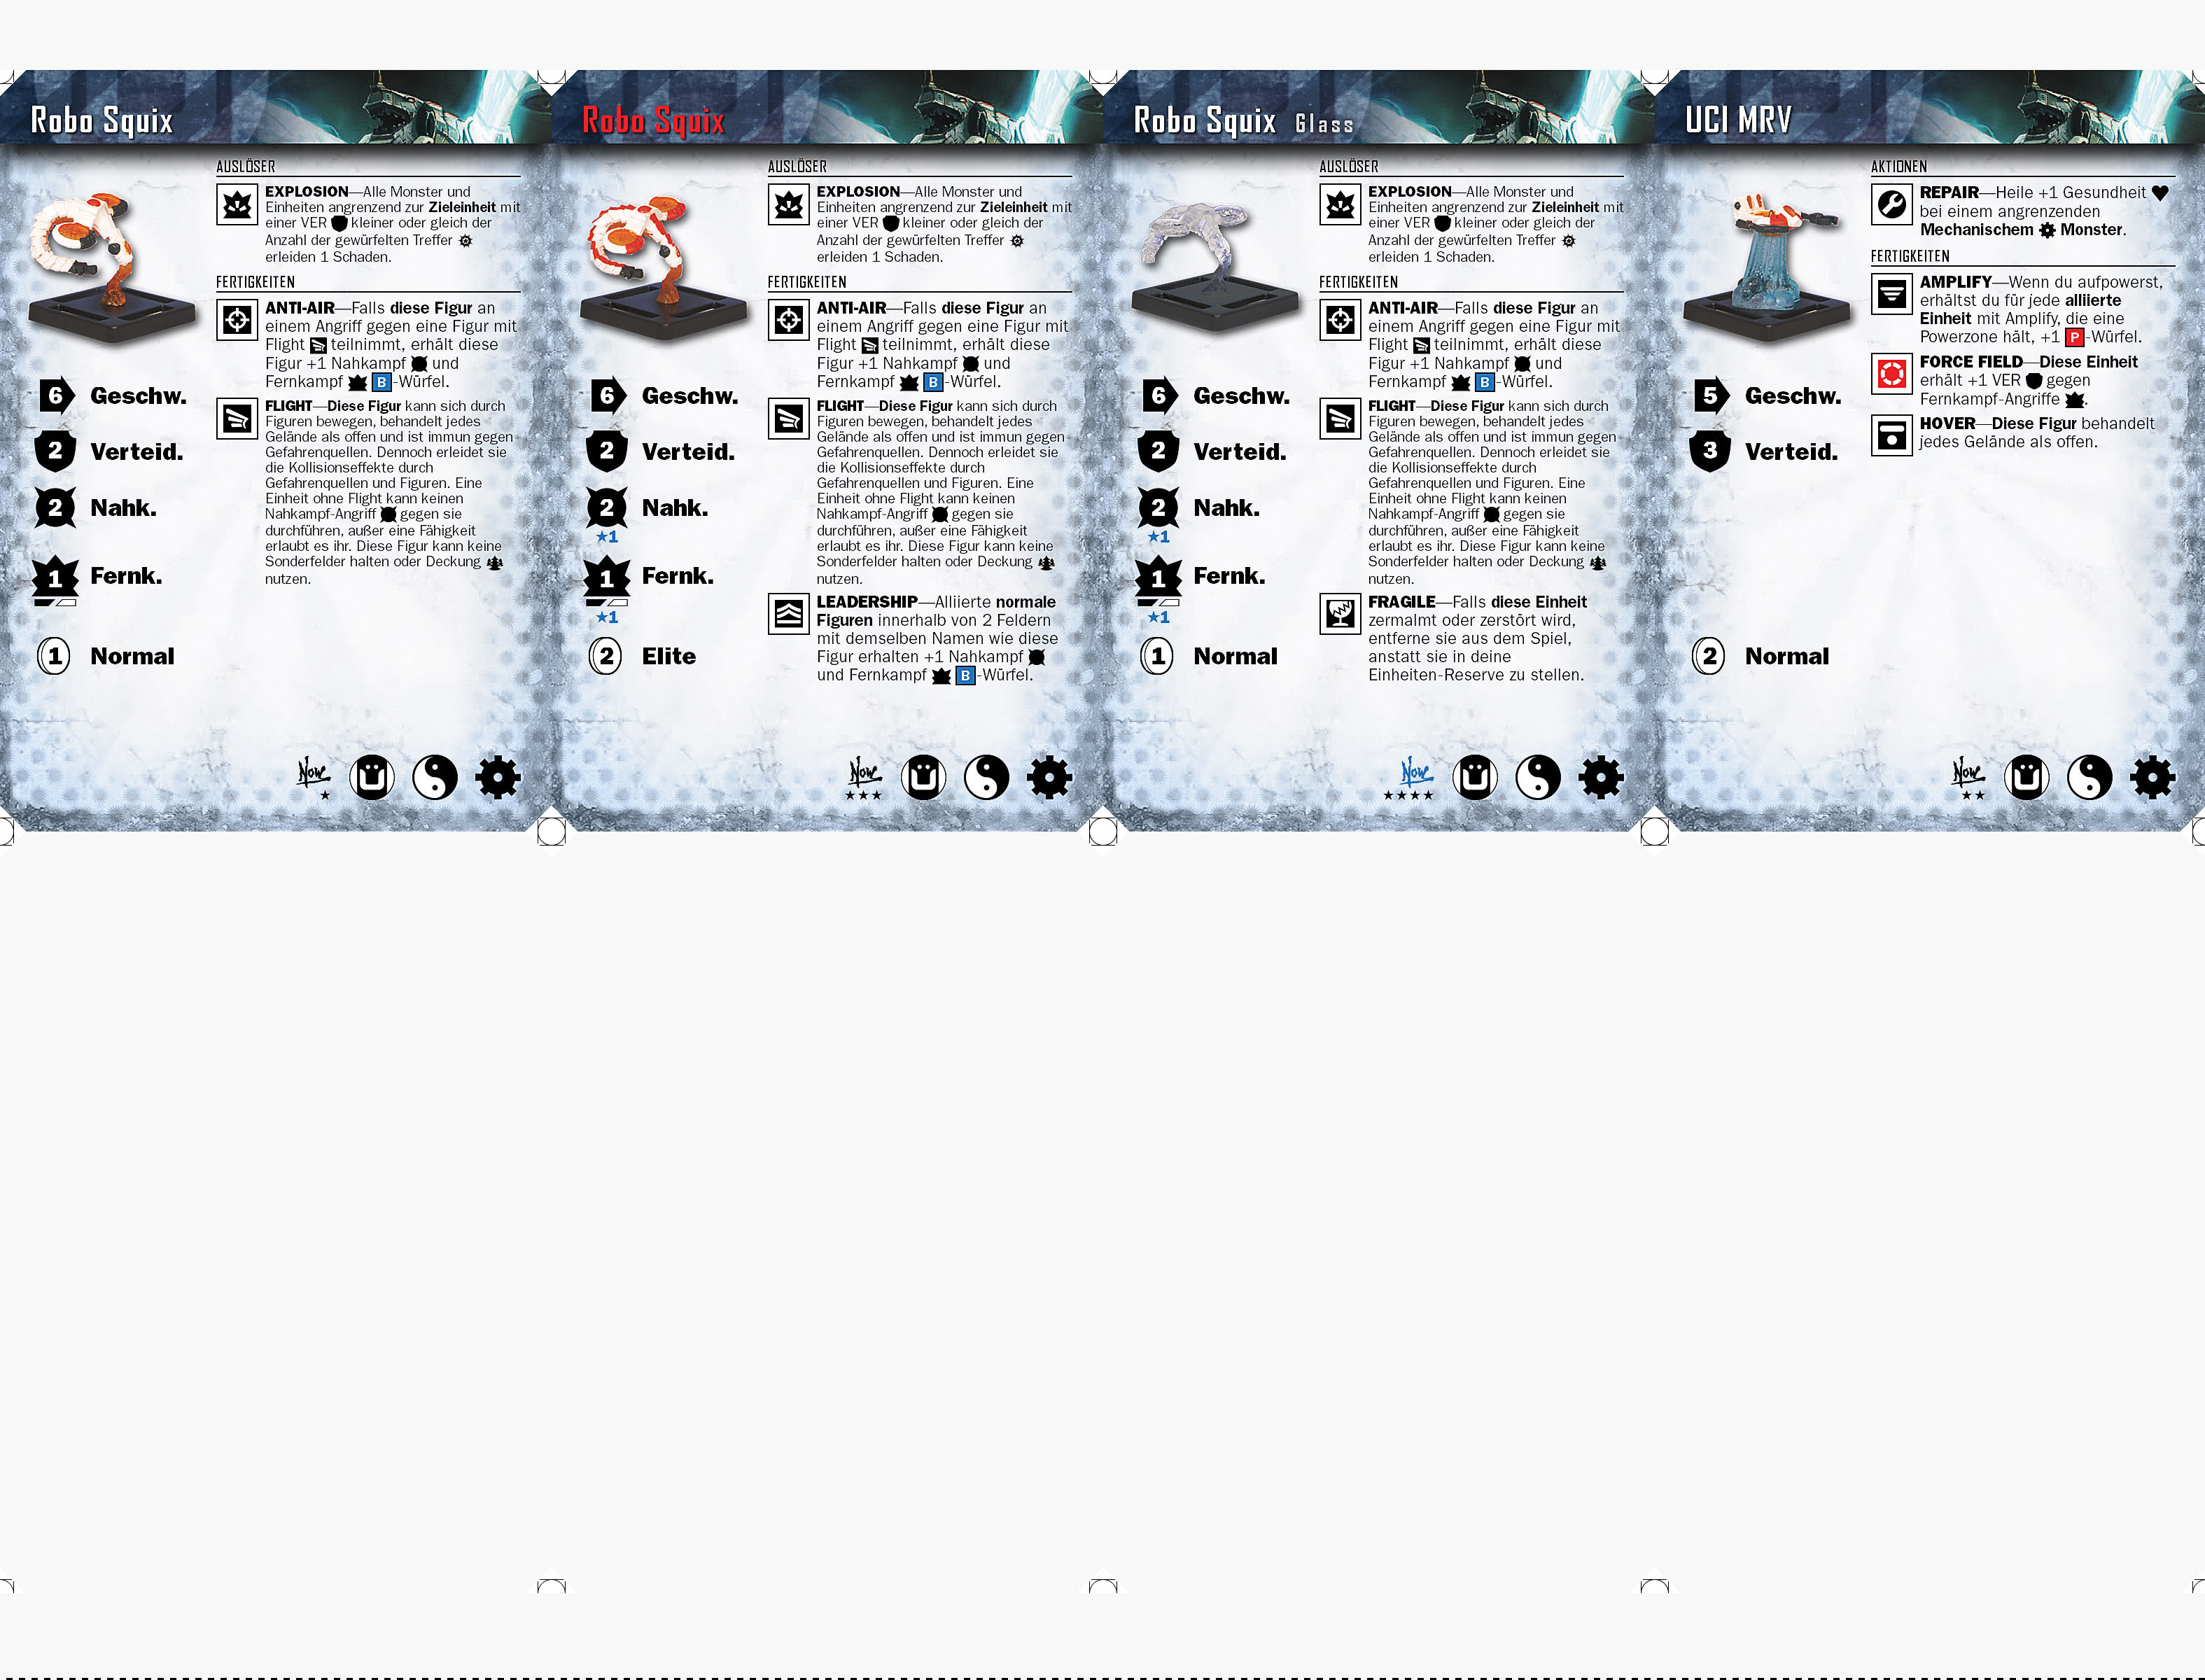 Robo Squix
AUSLÖSER
EXPLOSION—Alle Monster und
Einheiten angrenzend zur Zieleinheit mit
einer VER kleiner oder gleich der
Anzahl der gewürfelten Treffer
erleiden 1 Schaden.
FERTIGKEITEN
ANTI-AIR—Falls diese Figur an
einem Angriff gegen eine Figur mit
Flight teilnimmt, erhält diese
Figur +1 Nahkampf und
Fernkampf B-Würfel.
FLIGHT—Diese Figur kann sich durch
Figuren bewegen, behandelt jedes
Gelände als offen und ist immun gegen
Gefahrenquellen. Dennoch erleidet sie
die Kollisionseffekte durch
Gefahrenquellen und Figuren. Eine
Einheit ohne Flight kann keinen
Nahkampf-Angriff gegen sie
durchführen, außer eine Fähigkeit
erlaubt es ihr. Diese Figur kann keine
Sonderfelder halten oder Deckung
nutzen.
6 Geschw.
2 Verteid.
2 Nahk.
1 Fernk.
1 Normal
Now
★
Robo Squix
AUSLÖSER
EXPLOSION—Alle Monster und
Einheiten angrenzend zur Zieleinheit mit
einer VER kleiner oder gleich der
Anzahl der gewürfelten Treffer
erleiden 1 Schaden.
FERTIGKEITEN
ANTI-AIR—Falls diese Figur an
einem Angriff gegen eine Figur mit
Flight teilnimmt, erhält diese
Figur +1 Nahkampf und
Fernkampf B-Würfel.
FLIGHT—Diese Figur kann sich durch
Figuren bewegen, behandelt jedes
Gelände als offen und ist immun gegen
Gefahrenquellen. Dennoch erleidet sie
die Kollisionseffekte durch
Gefahrenquellen und Figuren. Eine
Einheit ohne Flight kann keinen
Nahkampf-Angriff gegen sie
durchführen, außer eine Fähigkeit
erlaubt es ihr. Diese Figur kann keine
Sonderfelder halten oder Deckung
nutzen.
LEADERSHIP—Alliierte normale
Figuren innerhalb von 2 Feldern
mit demselben Namen wie diese
Figur erhalten +1 Nahkampf
und Fernkampf B-Würfel.
6 Geschw.
2 Verteid.
2 Nahk.
★1
1 Fernk.
★1
2 Elite
Now
★★★
Robo Squix Glass
AUSLÖSER
EXPLOSION—Alle Monster und
Einheiten angrenzend zur Zieleinheit mit
einer VER kleiner oder gleich der
Anzahl der gewürfelten Treffer
erleiden 1 Schaden.
FERTIGKEITEN
ANTI-AIR—Falls diese Figur an
einem Angriff gegen eine Figur mit
Flight teilnimmt, erhält diese
Figur +1 Nahkampf und
Fernkampf B-Würfel.
FLIGHT—Diese Figur kann sich durch
Figuren bewegen, behandelt jedes
Gelände als offen und ist immun gegen
Gefahrenquellen. Dennoch erleidet sie
die Kollisionseffekte durch
Gefahrenquellen und Figuren. Eine
Einheit ohne Flight kann keinen
Nahkampf-Angriff gegen sie
durchführen, außer eine Fähigkeit
erlaubt es ihr. Diese Figur kann keine
Sonderfelder halten oder Deckung
nutzen.
FRAGILE—Falls diese Einheit
zermalmt oder zerstört wird,
entferne sie aus dem Spiel,
anstatt sie in deine
Einheiten-Reserve zu stellen.
6 Geschw.
2 Verteid.
2 Nahk.
★1
1 Fernk.
★1
1 Normal
Now
★★★★
UCI MRV
AKTIONEN
REPAIR—Heile +1 Gesundheit
bei einem angrenzenden
Mechanischem Monster.
FERTIGKEITEN
AMPLIFY—Wenn du aufpowerst,
erhältst du für jede alliierte
Einheit mit Amplify, die eine
Powerzone hält, +1 P-Würfel.
FORCE FIELD—Diese Einheit
erhält +1 VER gegen
Fernkampf-Angriffe.
HOVER—Diese Figur behandelt
jedes Gelände als offen.
5 Geschw.
3 Verteid.
2 Normal
Now
★★